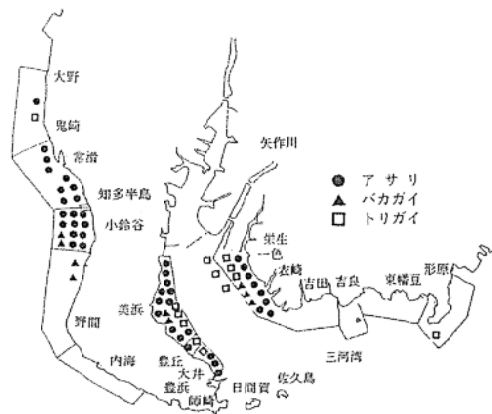 大野
鬼崎
常滑
知多半島
小鈴谷
野間
内海
矢作川
● アサリ
▲ バカガイ
□ トリガイ
栄生
一色
衣崎
吉田
吉良
東幡豆
形原
三河湾
美浜
豊丘
大井
豊浜
師崎
日間賀
佐久島